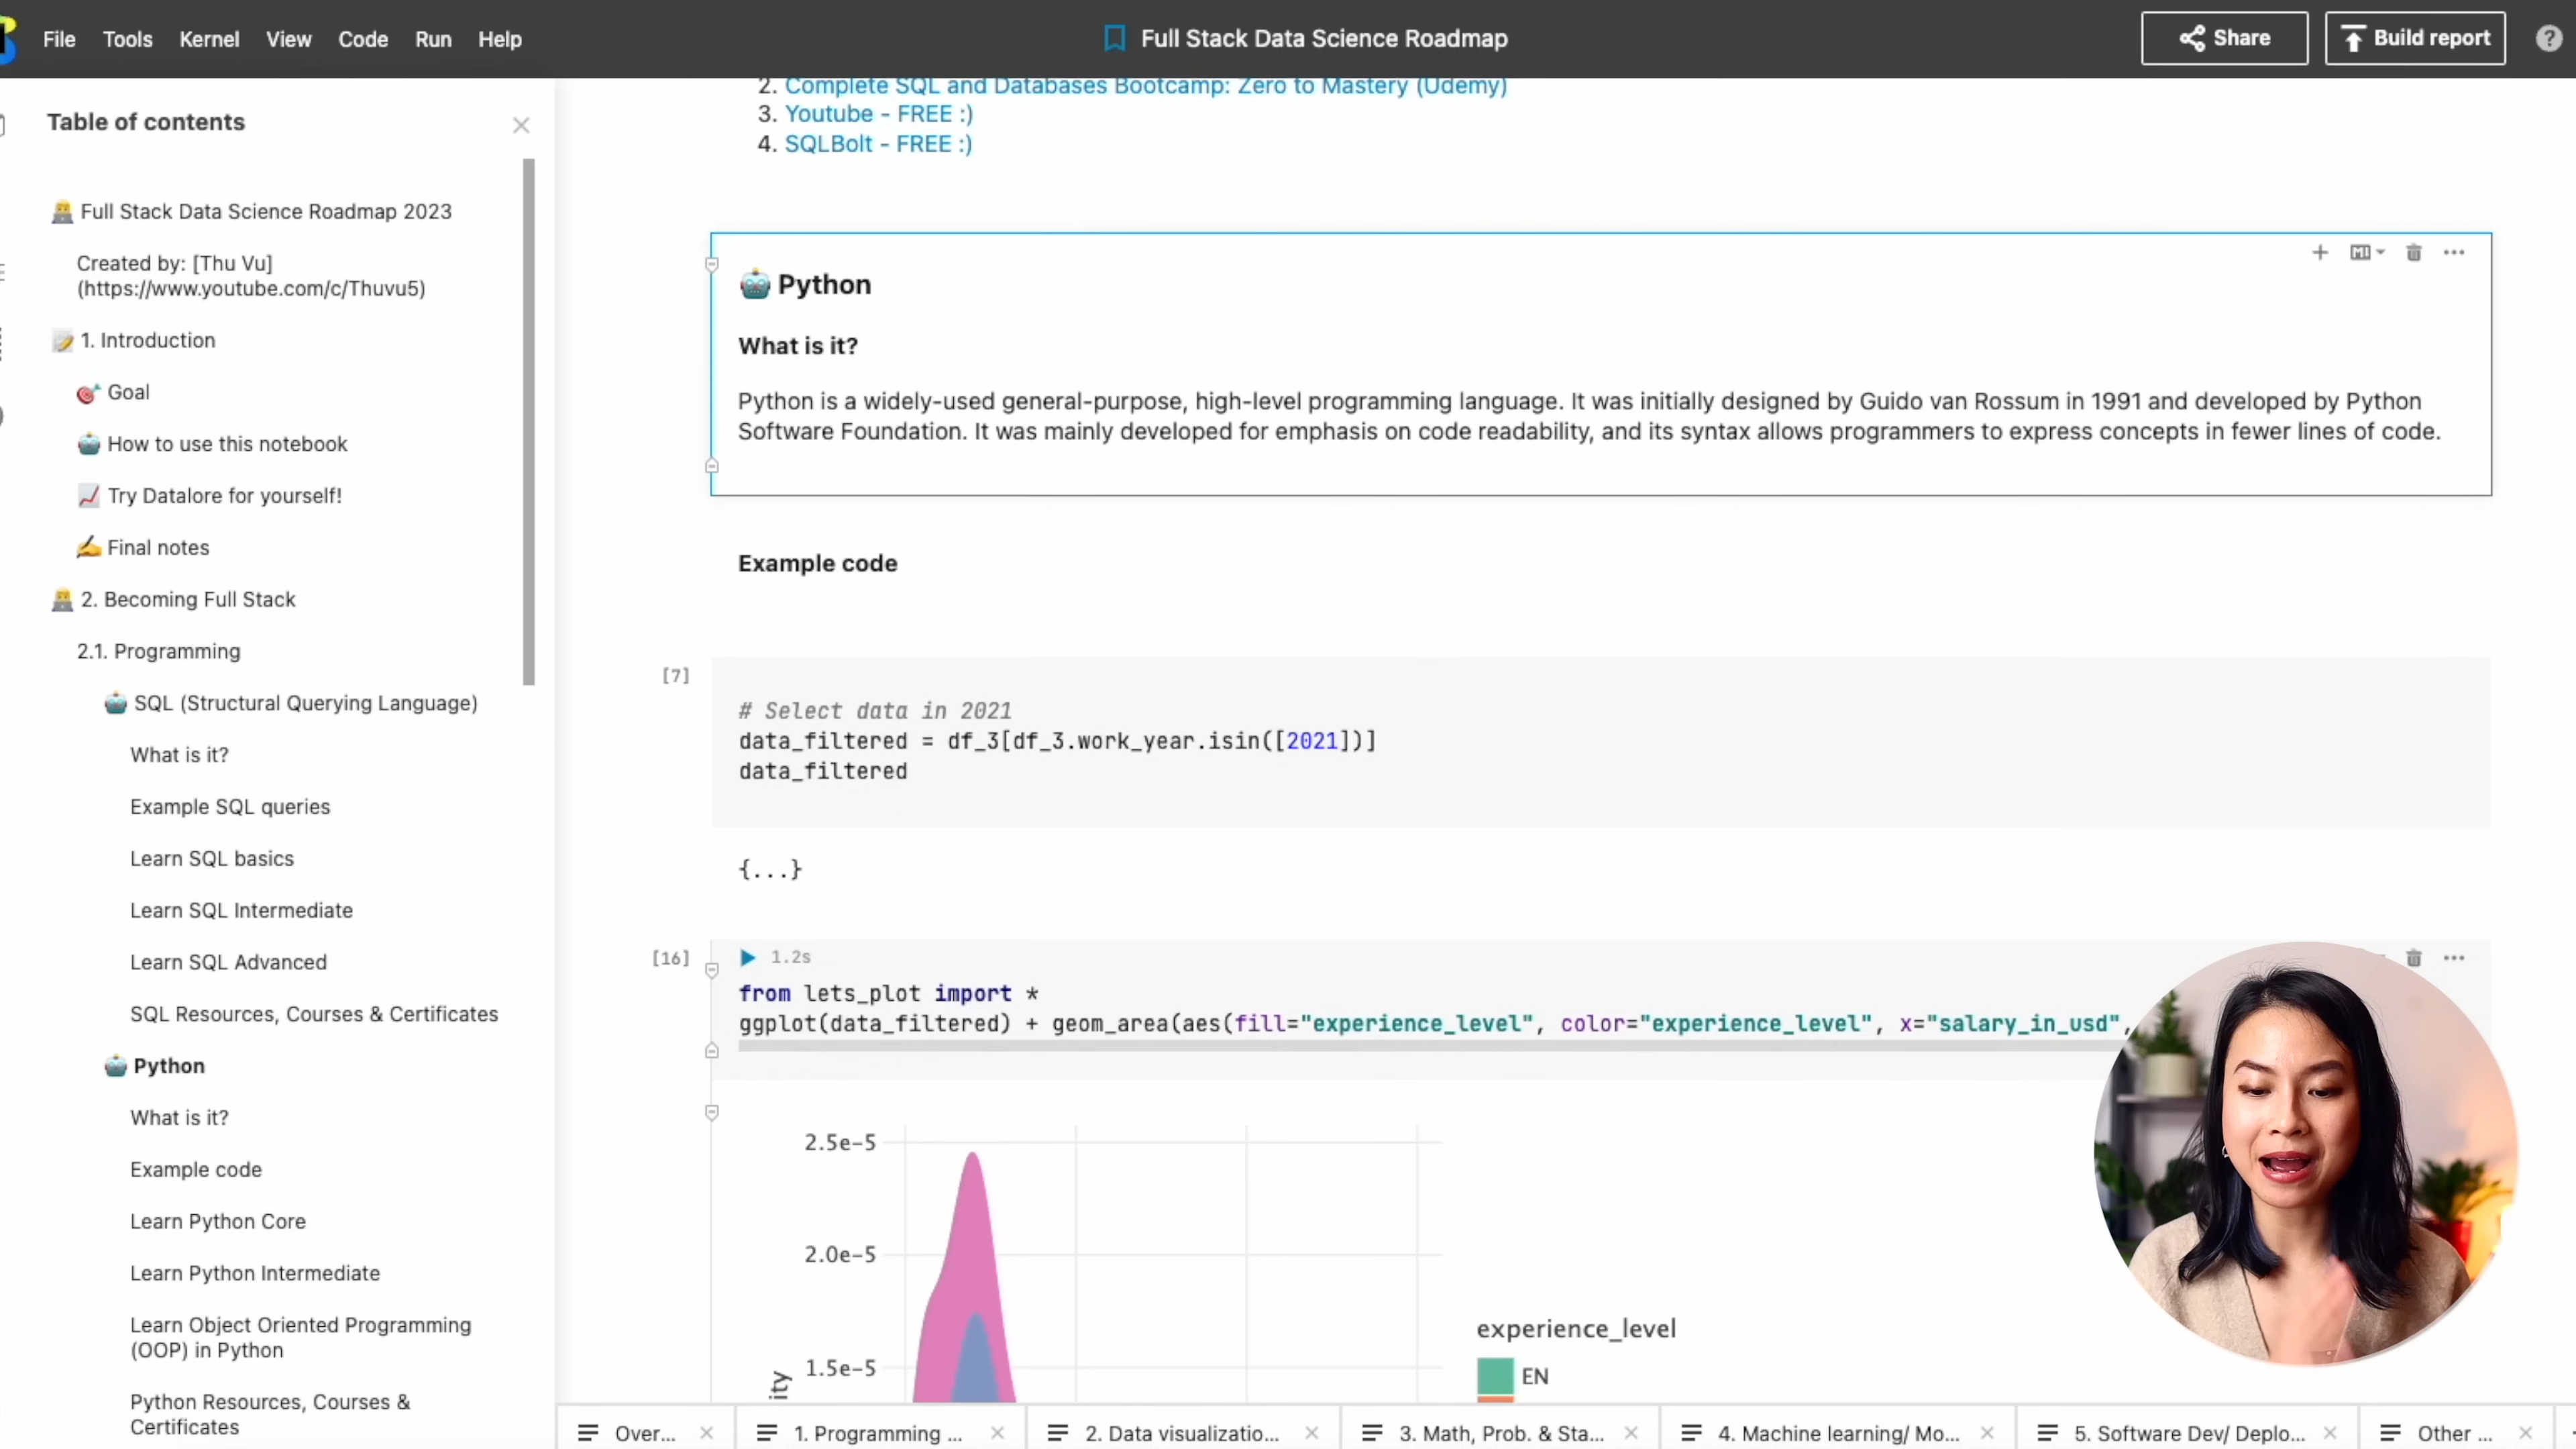 File Tools Kernel View Code Run Help
Full Stack Data Science Roadmap
Share
Build report
?
Table of contents
Full Stack Data Science Roadmap 2023
Created by: [Thu Vu]
(https://www.youtube.com/c/Thuvu5)
1. Introduction
Goal
How to use this notebook
Try Datalore for yourself!
Final notes
2. Becoming Full Stack
2.1. Programming
SQL (Structural Querying Language)
What is it?
Example SQL queries
Learn SQL basics
Learn SQL Intermediate
Learn SQL Advanced
SQL Resources, Courses & Certificates
Python
What is it?
Example code
Learn Python Core
Learn Python Intermediate
Learn Object Oriented Programming
(OOP) in Python
Python Resources, Courses &
Certificates
2. Complete SQL and Databases Bootcamp: Zero to Mastery (Udemy)
3. Youtube - FREE :)
4. SQLBolt - FREE :)
Python
What is it?
Python is a widely-used general-purpose, high-level programming language. It was initially designed by Guido van Rossum in 1991 and developed by Python
Software Foundation. It was mainly developed for emphasis on code readability, and its syntax allows programmers to express concepts in fewer lines of code.
Example code
[7]
# Select data in 2021
data_filtered = df_3[df_3.work_year.isin([2021])]
data_filtered
{...}
[16] 1.2s
from lets_plot import *
ggplot(data_filtered) + geom_area(aes(fill="experience_level", color="experience_level", x="salary_in_usd",
2.5e-5
2.0e-5
1.5e-5
ity
experience_level
EN
Over... 1. Programming ... 2. Data visualizatio... 3. Math, Prob. & Sta... 4. Machine learning/ Mo... 5. Software Dev/ Deplo... Other ...